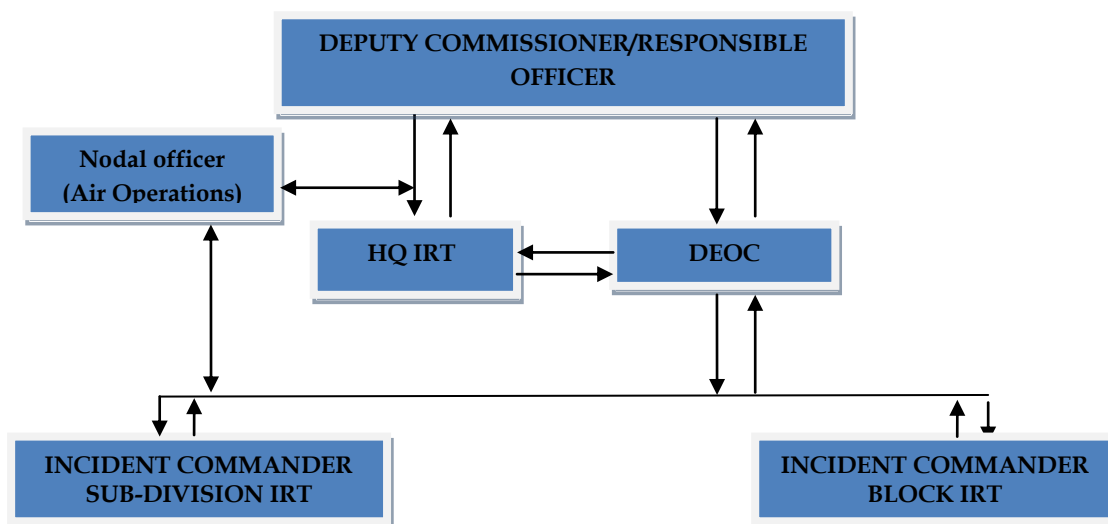 DEPUTY COMMISSIONER/RESPONSIBLE
OFFICER
Nodal officer
(Air Operations)
HQ IRT
DEOC
INCIDENT COMMANDER
SUB-DIVISION IRT
INCIDENT COMMANDER
BLOCK IRT